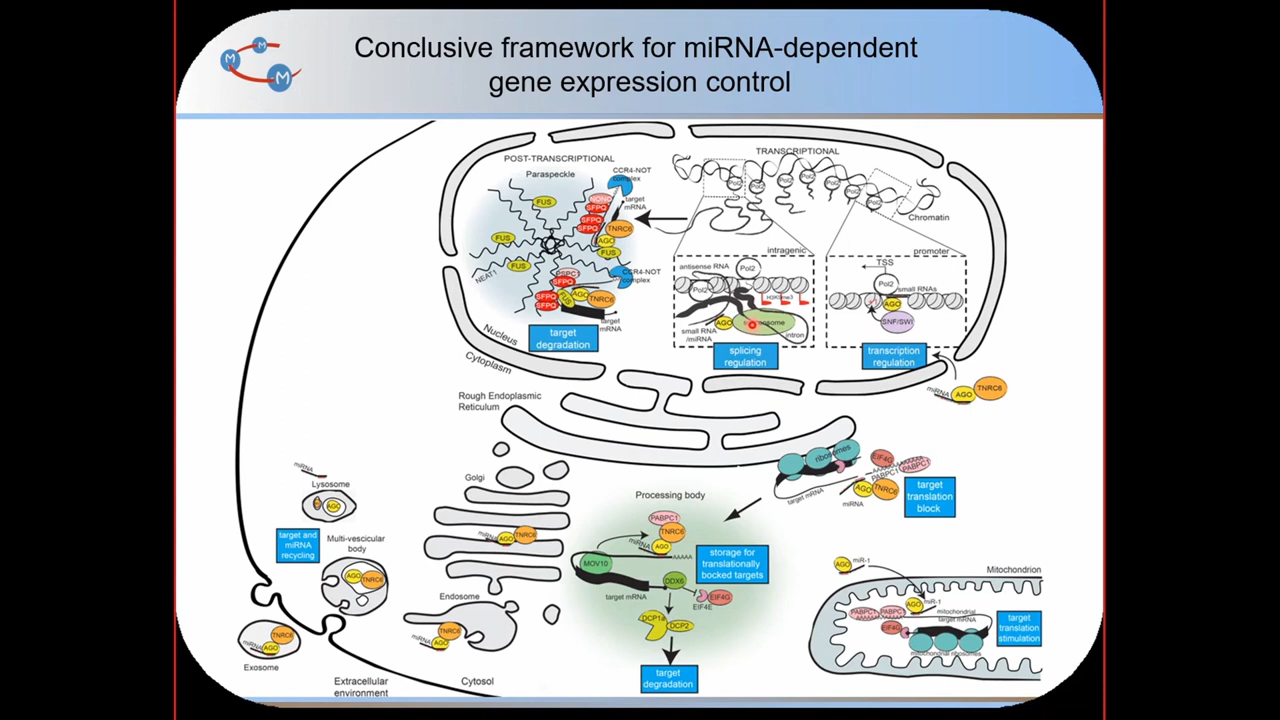 M
M
M
Conclusive framework for miRNA-dependent
gene expression control
POST-TRANSCRIPTIONAL
Paraspeckle
CCR4-NOT
complex
target
mRNA
NONO
SFPQ
SFPQ
SFPQ
TNRC6
AGO
FUS
FUS
FUS
FUS
NEAT1
PSPC1
SFPQ
CCR4-NOT
complex
SFPQ
SFPQ
FUS
AGO
TNRC6
target
mRNA
target
degradation
Nucleus
Cytoplasm
TRANSCRIPTIONAL
Pol2
Pol2
Pol2
Pol2
Pol2
Pol2
Pol2
Chromatin
intragenic
antisense RNA
Pol2
Pol2
H3K9me3
AGO
small RNA
/miRNA
intron
splicing
regulation
promoter
TSS
Pol2
small RNAs
AGO
SNF/SWI
transcription
regulation
miRNA
AGO
TNRC6
Rough Endoplasmic
Reticulum
ribosomes
EIF4G
AAAAAAAAAA
PABPC1
PABPC1
target mRNA
AGO
TNRC6
miRNA
target
translation
block
miRNA
Lysosome
AGO
target and
miRNA
recycling
Multi-vescicular
body
AGO
TNRC6
Golgi
miRNA
AGO
TNRC6
Endosome
miRNA
AGO
TNRC6
Exosome
miRNA
AGO
TNRC6
Extracellular
environment
Cytosol
Processing body
PABPC1
TNRC6
miRNA
AGO
AAAAA
MOV10
target mRNA
DDX6
EIF4G
EIF4E
DCP1a
DCP2
storage for
translationally
bocked targets
target
degradation
Mitochondrion
AGO
miR-1
AGO
miR-1
PABPC1
PABPC
EIF4G
mitochondrial
target mRNA
mitochondrial ribosomes
target
translation
stimulation